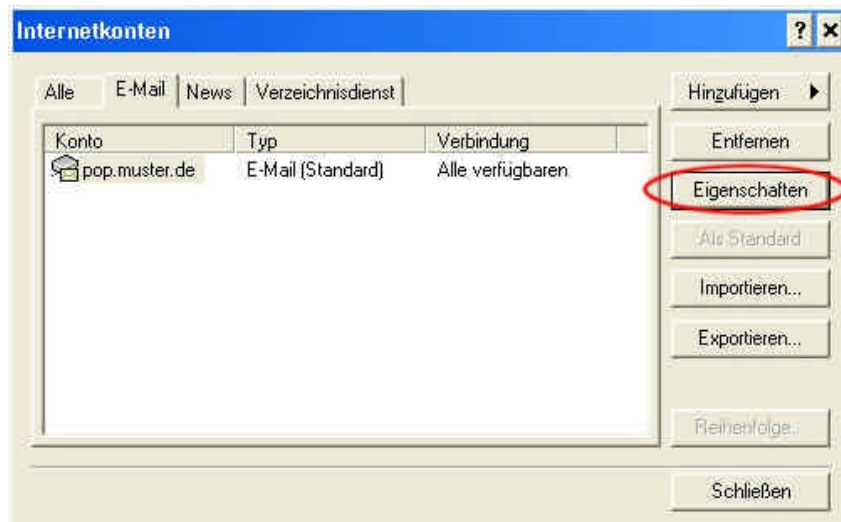 Internetkonten
Alle E-Mail News Verzeichnisdienst
Konto Typ Verbindung
pop.muster.de E-Mail (Standard) Alle verfügbaren
Hinzufügen
Entfernen
Eigenschaften
Als Standard
Importieren...
Exportieren...
Reihenfolge...
Schließen